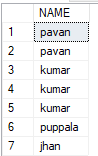 NAME
1 pavan
2 pavan
3 kumar
4 kumar
5 kumar
6 puppala
7 jhan